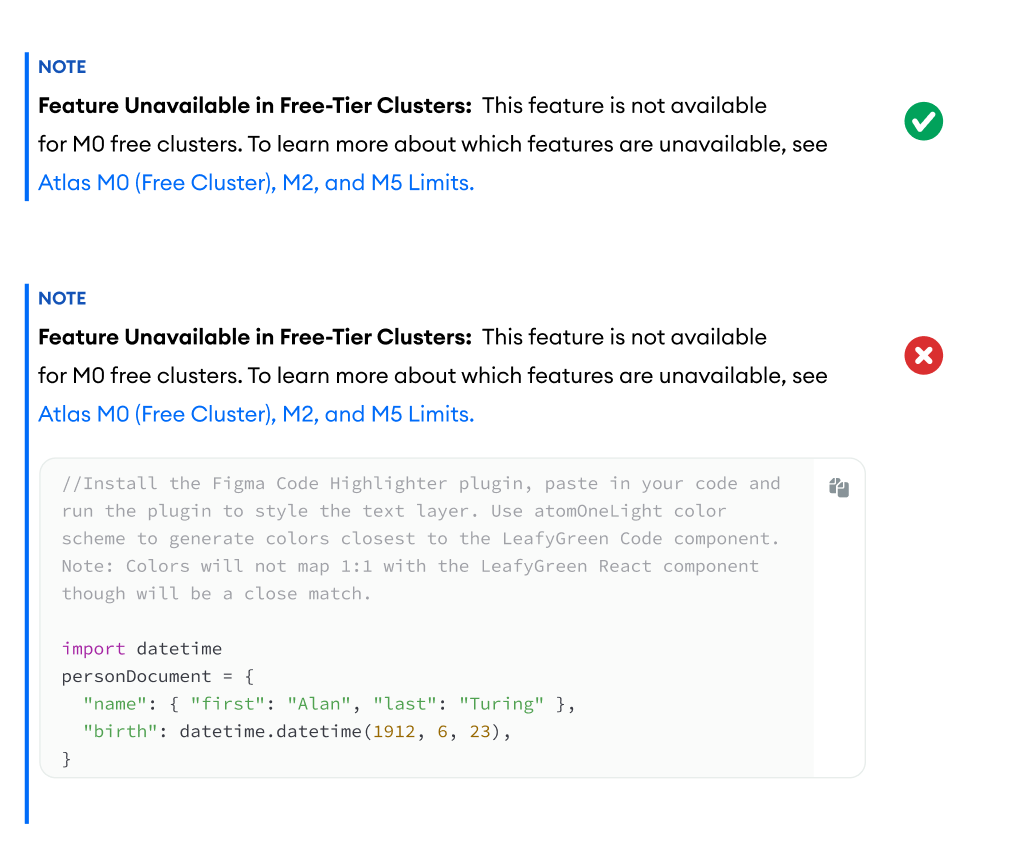 NOTE
Feature Unavailable in Free-Tier Clusters: This feature is not available
for M0 free clusters. To learn more about which features are unavailable, see
Atlas M0 (Free Cluster), M2, and M5 Limits.
NOTE
Feature Unavailable in Free-Tier Clusters: This feature is not available
for M0 free clusters. To learn more about which features are unavailable, see
Atlas M0 (Free Cluster), M2, and M5 Limits.
//Install the Figma Code Highlighter plugin, paste in your code and
run the plugin to style the text layer. Use atomOneLight color
scheme to generate colors closest to the LeafyGreen Code component.
Note: Colors will not map 1:1 with the LeafyGreen React component
though will be a close match.
import datetime
personDocument = {
  "name": { "first": "Alan", "last": "Turing" },
  "birth": datetime.datetime(1912, 6, 23),
}